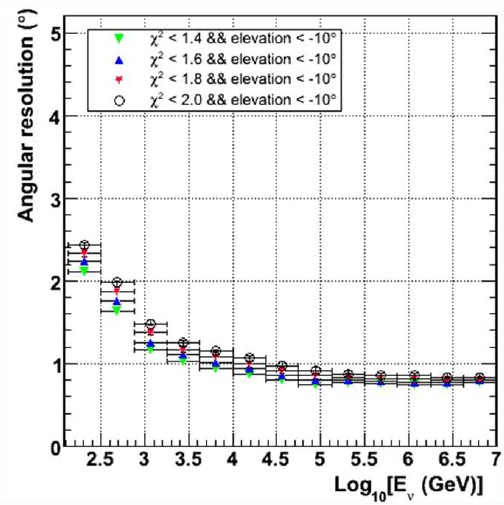 Angular resolution (°)
5
4
3
2
1
0
χ² < 1.4 && elevation < -10°
χ² < 1.6 && elevation < -10°
χ² < 1.8 && elevation < -10°
χ² < 2.0 && elevation < -10°
2.5 3 3.5 4 4.5 5 5.5 6 6.5 7
Log₁₀[Eᵥ (GeV)]